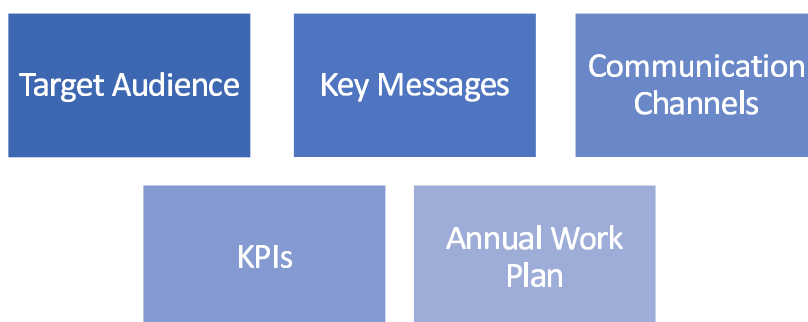 Target Audience
Key Messages
Communication
Channels
KPIs
Annual Work
Plan